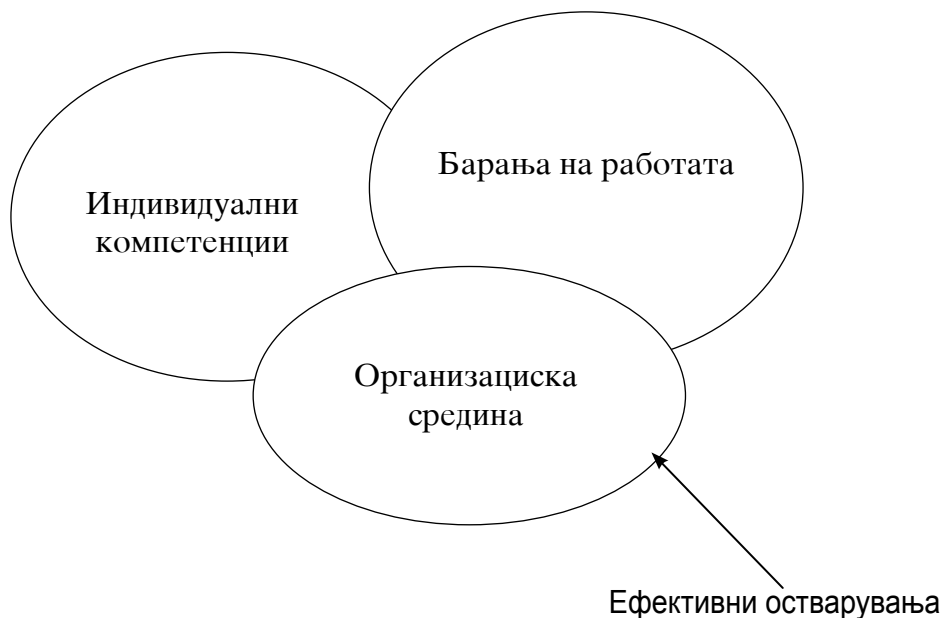 Барања на работата
Индивидуални
компетенции
Организациска
средина
Ефективни остварувања